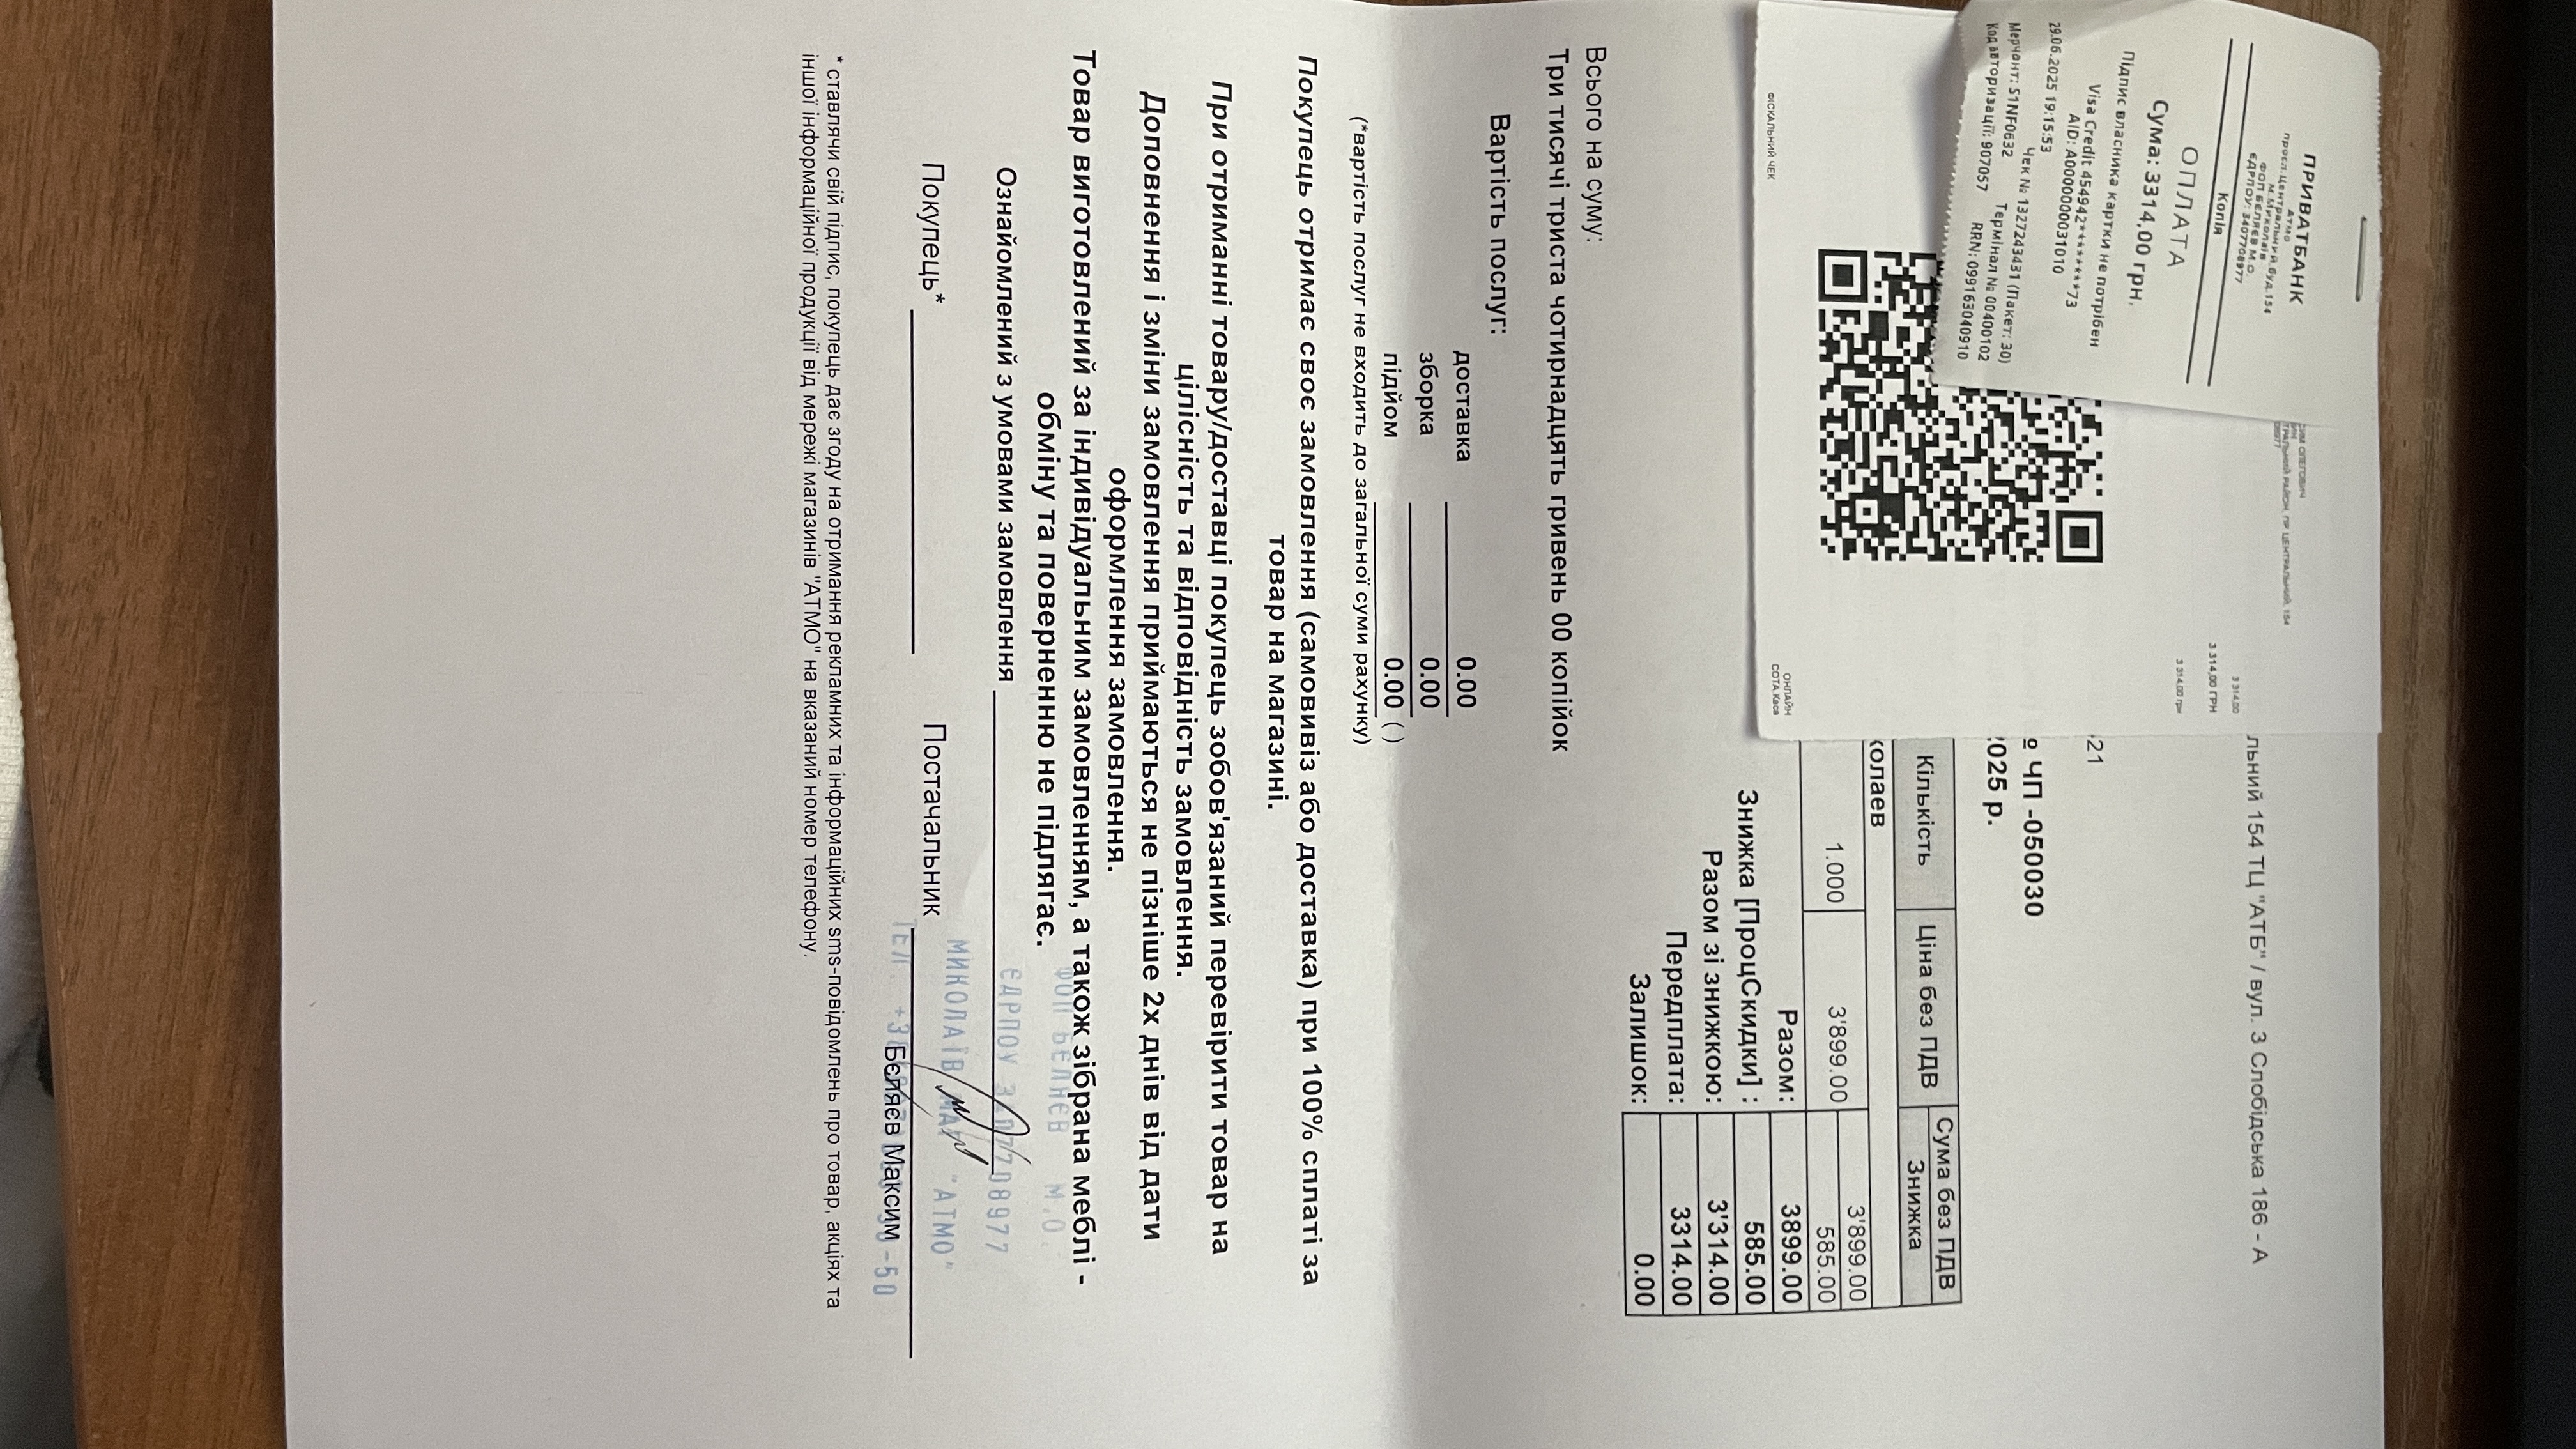 ПРИВАТБАНК
Атмо
просп.Центральний,буд.154
м.Миколаїв
ФОП БЄЛЯЄВ М.О.
ЄДРПОУ: 3407708977
Копія
ОПЛАТА
Сума: 3314,00 грн.
Підпис власника картки не потрібен
Visa Credit 454942********73
AID: A0000000031010
29.06.2025 19:15:53
Чек № 1327243431 (Пакет: 30)
Мерчант: S1NF0632 Термінал № 00400102
Код авторизації: 907057 RRN: 099163040910
СИМ ОЛЕГОВИЧ
ТРАЛЬНИЙ РАЙОН, ПР. ЦЕНТРАЛЬНИЙ, 154
08977
3 314,00
3 314,00 ГРН
3 314,00 грн
ФІСКАЛЬНИЙ ЧЕК
ОНЛАЙН
СОТА Каса
льний 154 ТЦ "АТБ" / вул. 3 Слобідська 186 - А
21
№ ЧП -050030
2025 р.
Кількість Ціна без ПДВ Сума без ПДВ
Знижка
колаев
1.000 3'899.00 3'899.00
585.00
Разом: 3899.00
Знижка [ПроцСкидки] : 585.00
Разом зі знижкою: 3'314.00
Передплата: 3314.00
Залишок: 0.00
Всього на суму:
Три тисячі триста чотирнадцять гривень 00 копійок
Вартість послуг:
доставка 0.00
зборка 0.00
підйом 0.00 ( )
(*вартість послуг не входить до загальної суми рахунку)
Покупець отримає своє замовлення (самовивіз або доставка) при 100% сплаті за
товар на магазині.
При отриманні товару/доставці покупець зобов'язаний перевірити товар на
цілісність та відповідність замовлення.
Доповнення і зміни замовлення приймаються не пізніше 2х днів від дати
оформлення замовлення.
Товар виготовлений за індивідуальним замовленням, а також зібрана меблі -
обміну та поверненню не підлягає.
ФОП БЄЛЯЄВ М.О.
Ознайомлений з умовами замовлення
ЄДРПОУ 3407708977
МИКОЛАЇВ МАГ "АТМО"
Покупець* Постачальник
ТЕЛ.
Бєляєв Максим
* ставлячи свій підпис, покупець дає згоду на отримання рекламних та інформаційних sms-повідомлень про товар, акціях та
іншої інформаційної продукції від мережі магазинів "АТМО" на вказаний номер телефону.